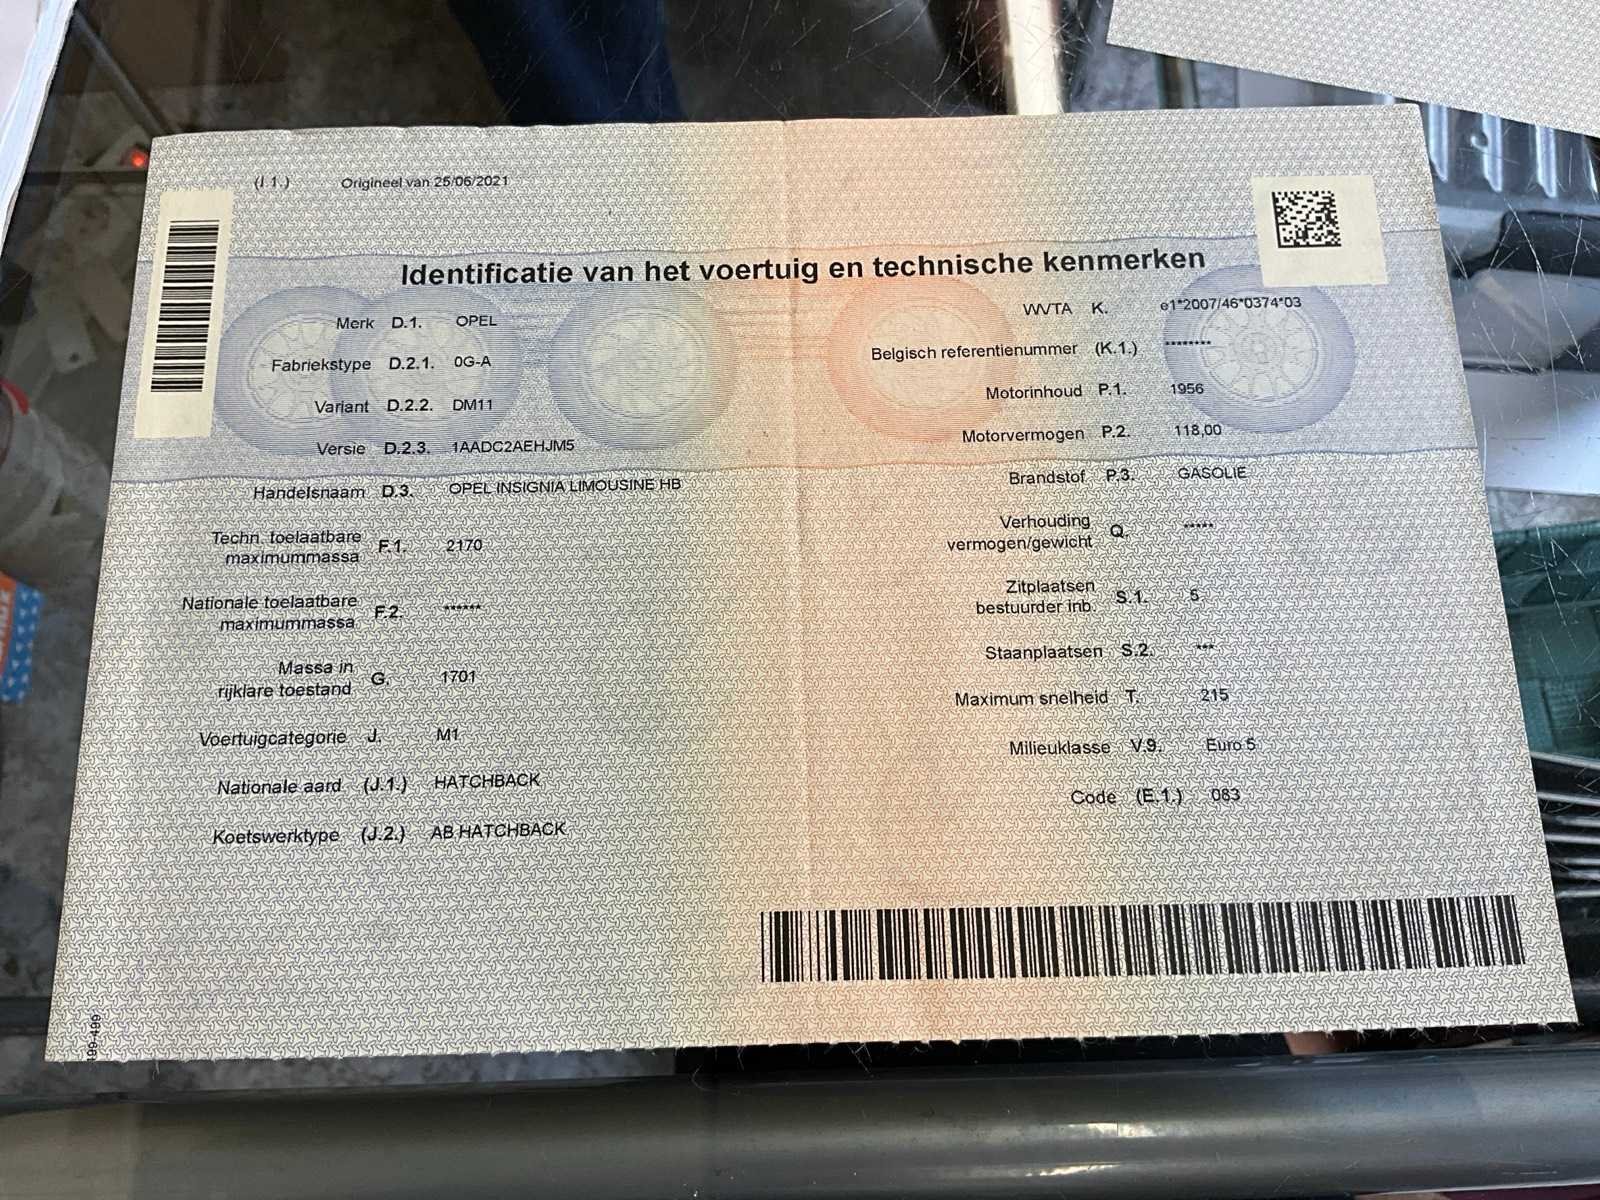 (I.1.) Origineel van 25/06/2021
Identificatie van het voertuig en technische kenmerken
Merk D.1. OPEL
Fabriekstype D.2.1. 0G-A
Variant D.2.2. DM11
Versie D.2.3. 1AADC2AEHJM5
Handelsnaam D.3. OPEL INSIGNIA LIMOUSINE HB
Techn. toelaatbare
maximummassa F.1. 2170
Nationale toelaatbare
maximummassa F.2. ******
Massa in
rijklare toestand G. 1701
Voertuigcategorie J. M1
Nationale aard (J.1.) HATCHBACK
Koetswerktype (J.2.) AB HATCHBACK
WVTA K. e1*2007/46*0374*03
Belgisch referentienummer (K.1.) ********
Motorinhoud P.1. 1956
Motorvermogen P.2. 118,00
Brandstof P.3. GASOLIE
Verhouding
vermogen/gewicht Q. *****
Zitplaatsen
bestuurder inb. S.1. 5
Staanplaatsen S.2. ***
Maximum snelheid T. 215
Milieuklasse V.9. Euro 5
Code (E.1.) 083